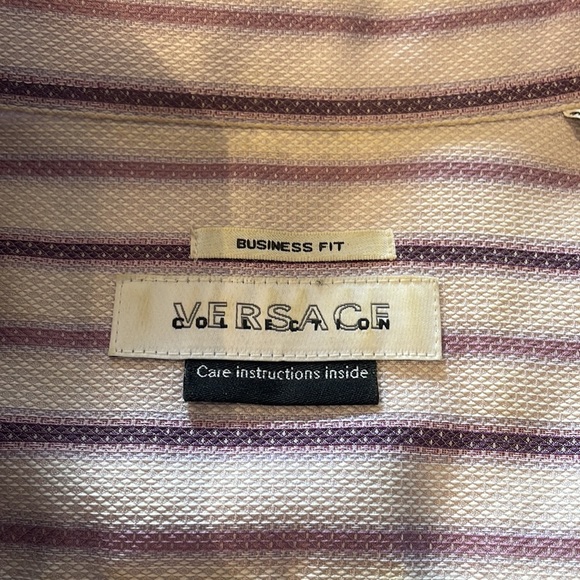 BUSINESS FIT
VERSACE
COLLECTION
Care instructions inside